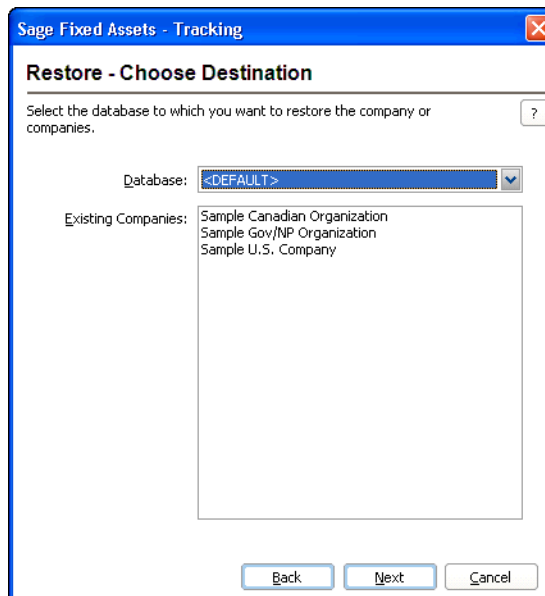 Sage Fixed Assets - Tracking
Restore - Choose Destination
Select the database to which you want to restore the company or
companies.
?
Database: <DEFAULT>
Existing Companies: Sample Canadian Organization
Sample Gov/NP Organization
Sample U.S. Company
Back Next Cancel